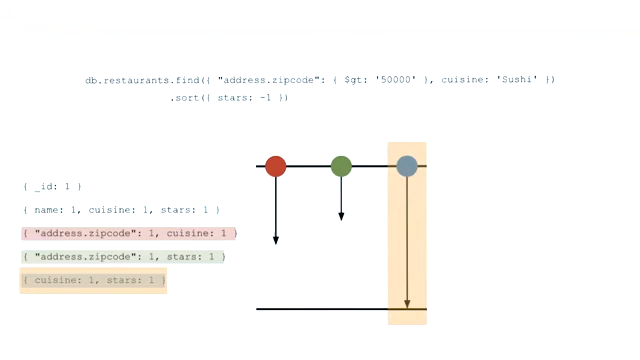 db.restaurants.find({ "address.zipcode": { $gt: '50000' }, cuisine: 'Sushi' })
.sort({ stars: -1 })
{ _id: 1 }
{ name: 1, cuisine: 1, stars: 1 }
{ "address.zipcode": 1, cuisine: 1 }
{ "address.zipcode": 1, stars: 1 }
{ cuisine: 1, stars: 1 }